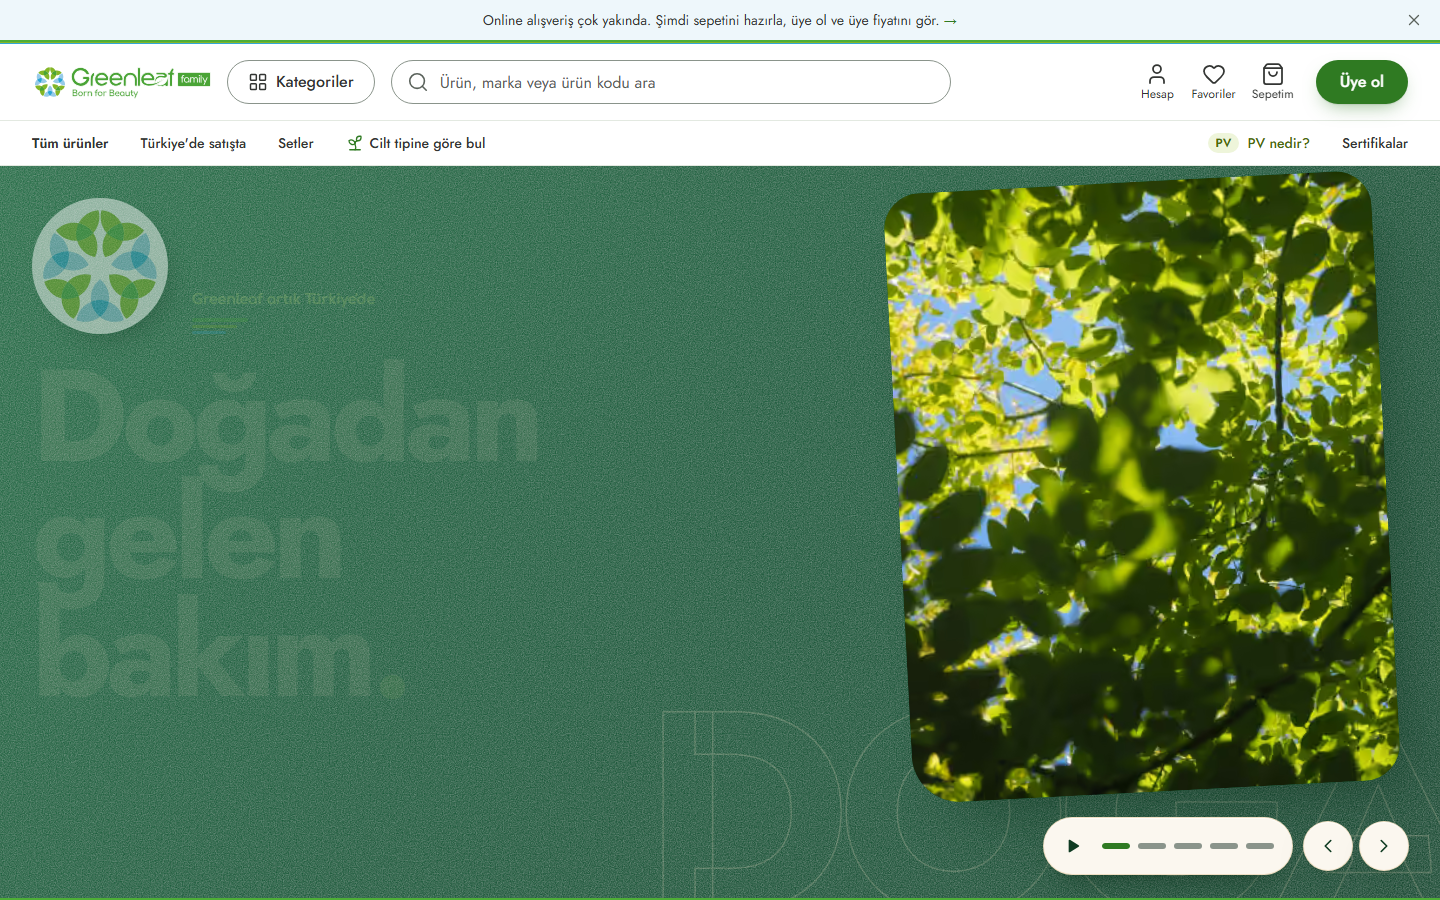 Online alışveriş çok yakında. Şimdi sepetini hazırla, üye ol ve üye fiyatını gör. →
Greenleaf family
Born for Beauty
Kategoriler
Ürün, marka veya ürün kodu ara
Hesap
Favoriler
Sepetim
Üye ol
Tüm ürünler
Türkiye'de satışta
Setler
Cilt tipine göre bul
PV
PV nedir?
Sertifikalar
Greenleaf artık Türkiye'de
Doğadan
gelen
bakım.
DOĞA